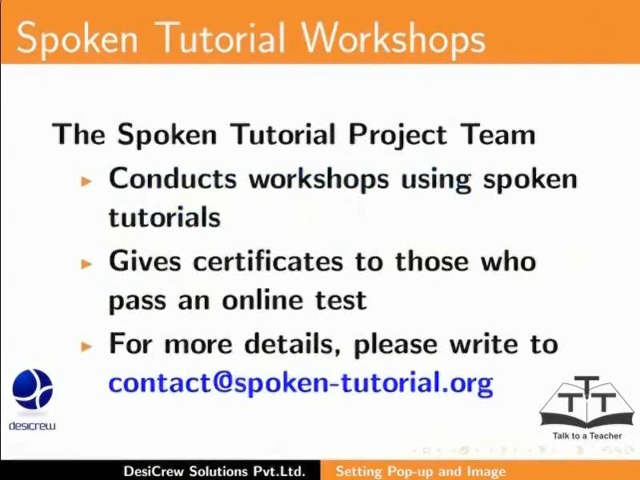 Spoken Tutorial Workshops
The Spoken Tutorial Project Team
Conducts workshops using spoken
tutorials
Gives certificates to those who
pass an online test
For more details, please write to
contact@spoken-tutorial.org
desicrew
TTT
Talk to a Teacher
DesiCrew Solutions Pvt.Ltd. Setting Pop-up and Image